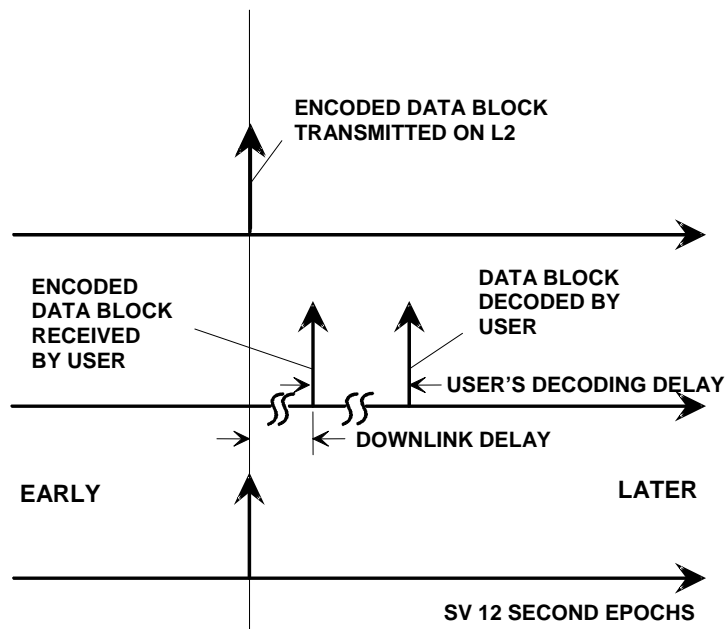 ENCODED DATA BLOCK
TRANSMITTED ON L2
ENCODED
DATA BLOCK
RECEIVED
BY USER
DATA BLOCK
DECODED BY
USER
USER'S DECODING DELAY
DOWNLINK DELAY
EARLY
LATER
SV 12 SECOND EPOCHS